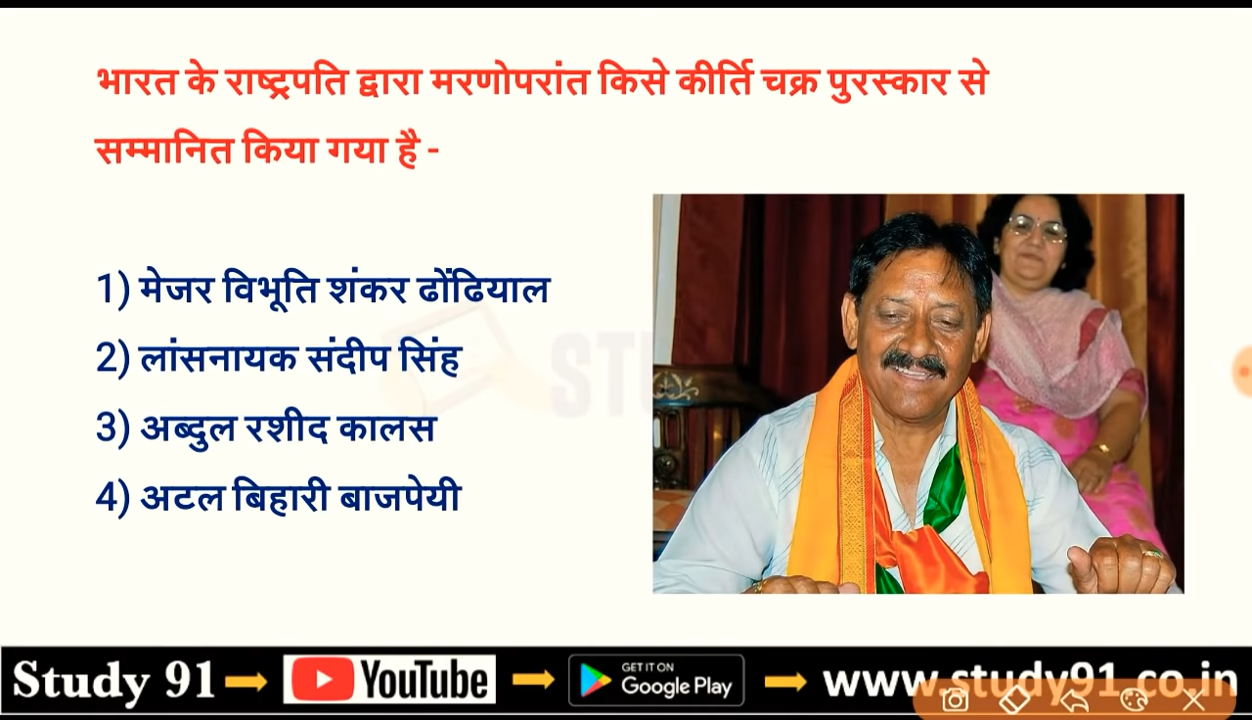 भारत के राष्ट्रपति द्वारा मरणोपरांत किसे कीर्ति चक्र पुरस्कार से
सम्मानित किया गया है -
1) मेजर विभूति शंकर ढोंढियाल
2) लांसनायक संदीप सिंह
3) अब्दुल रशीद कालस
4) अटल बिहारी बाजपेयी
STU
Study 91
YouTube
GET IT ON
Google Play
www.study91.co.in